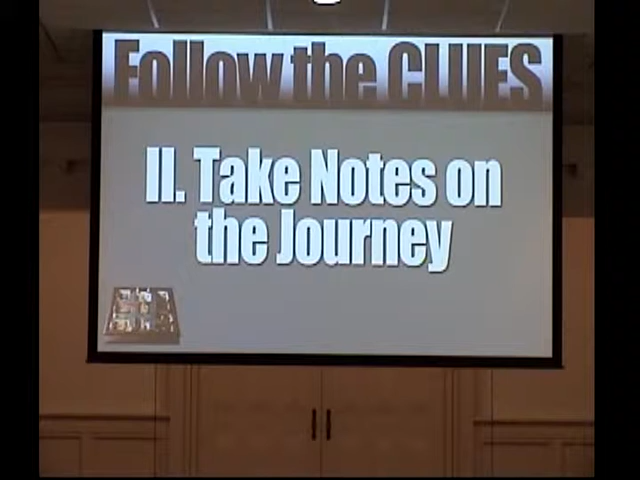 Follow the CLUES
II. Take Notes on
the Journey